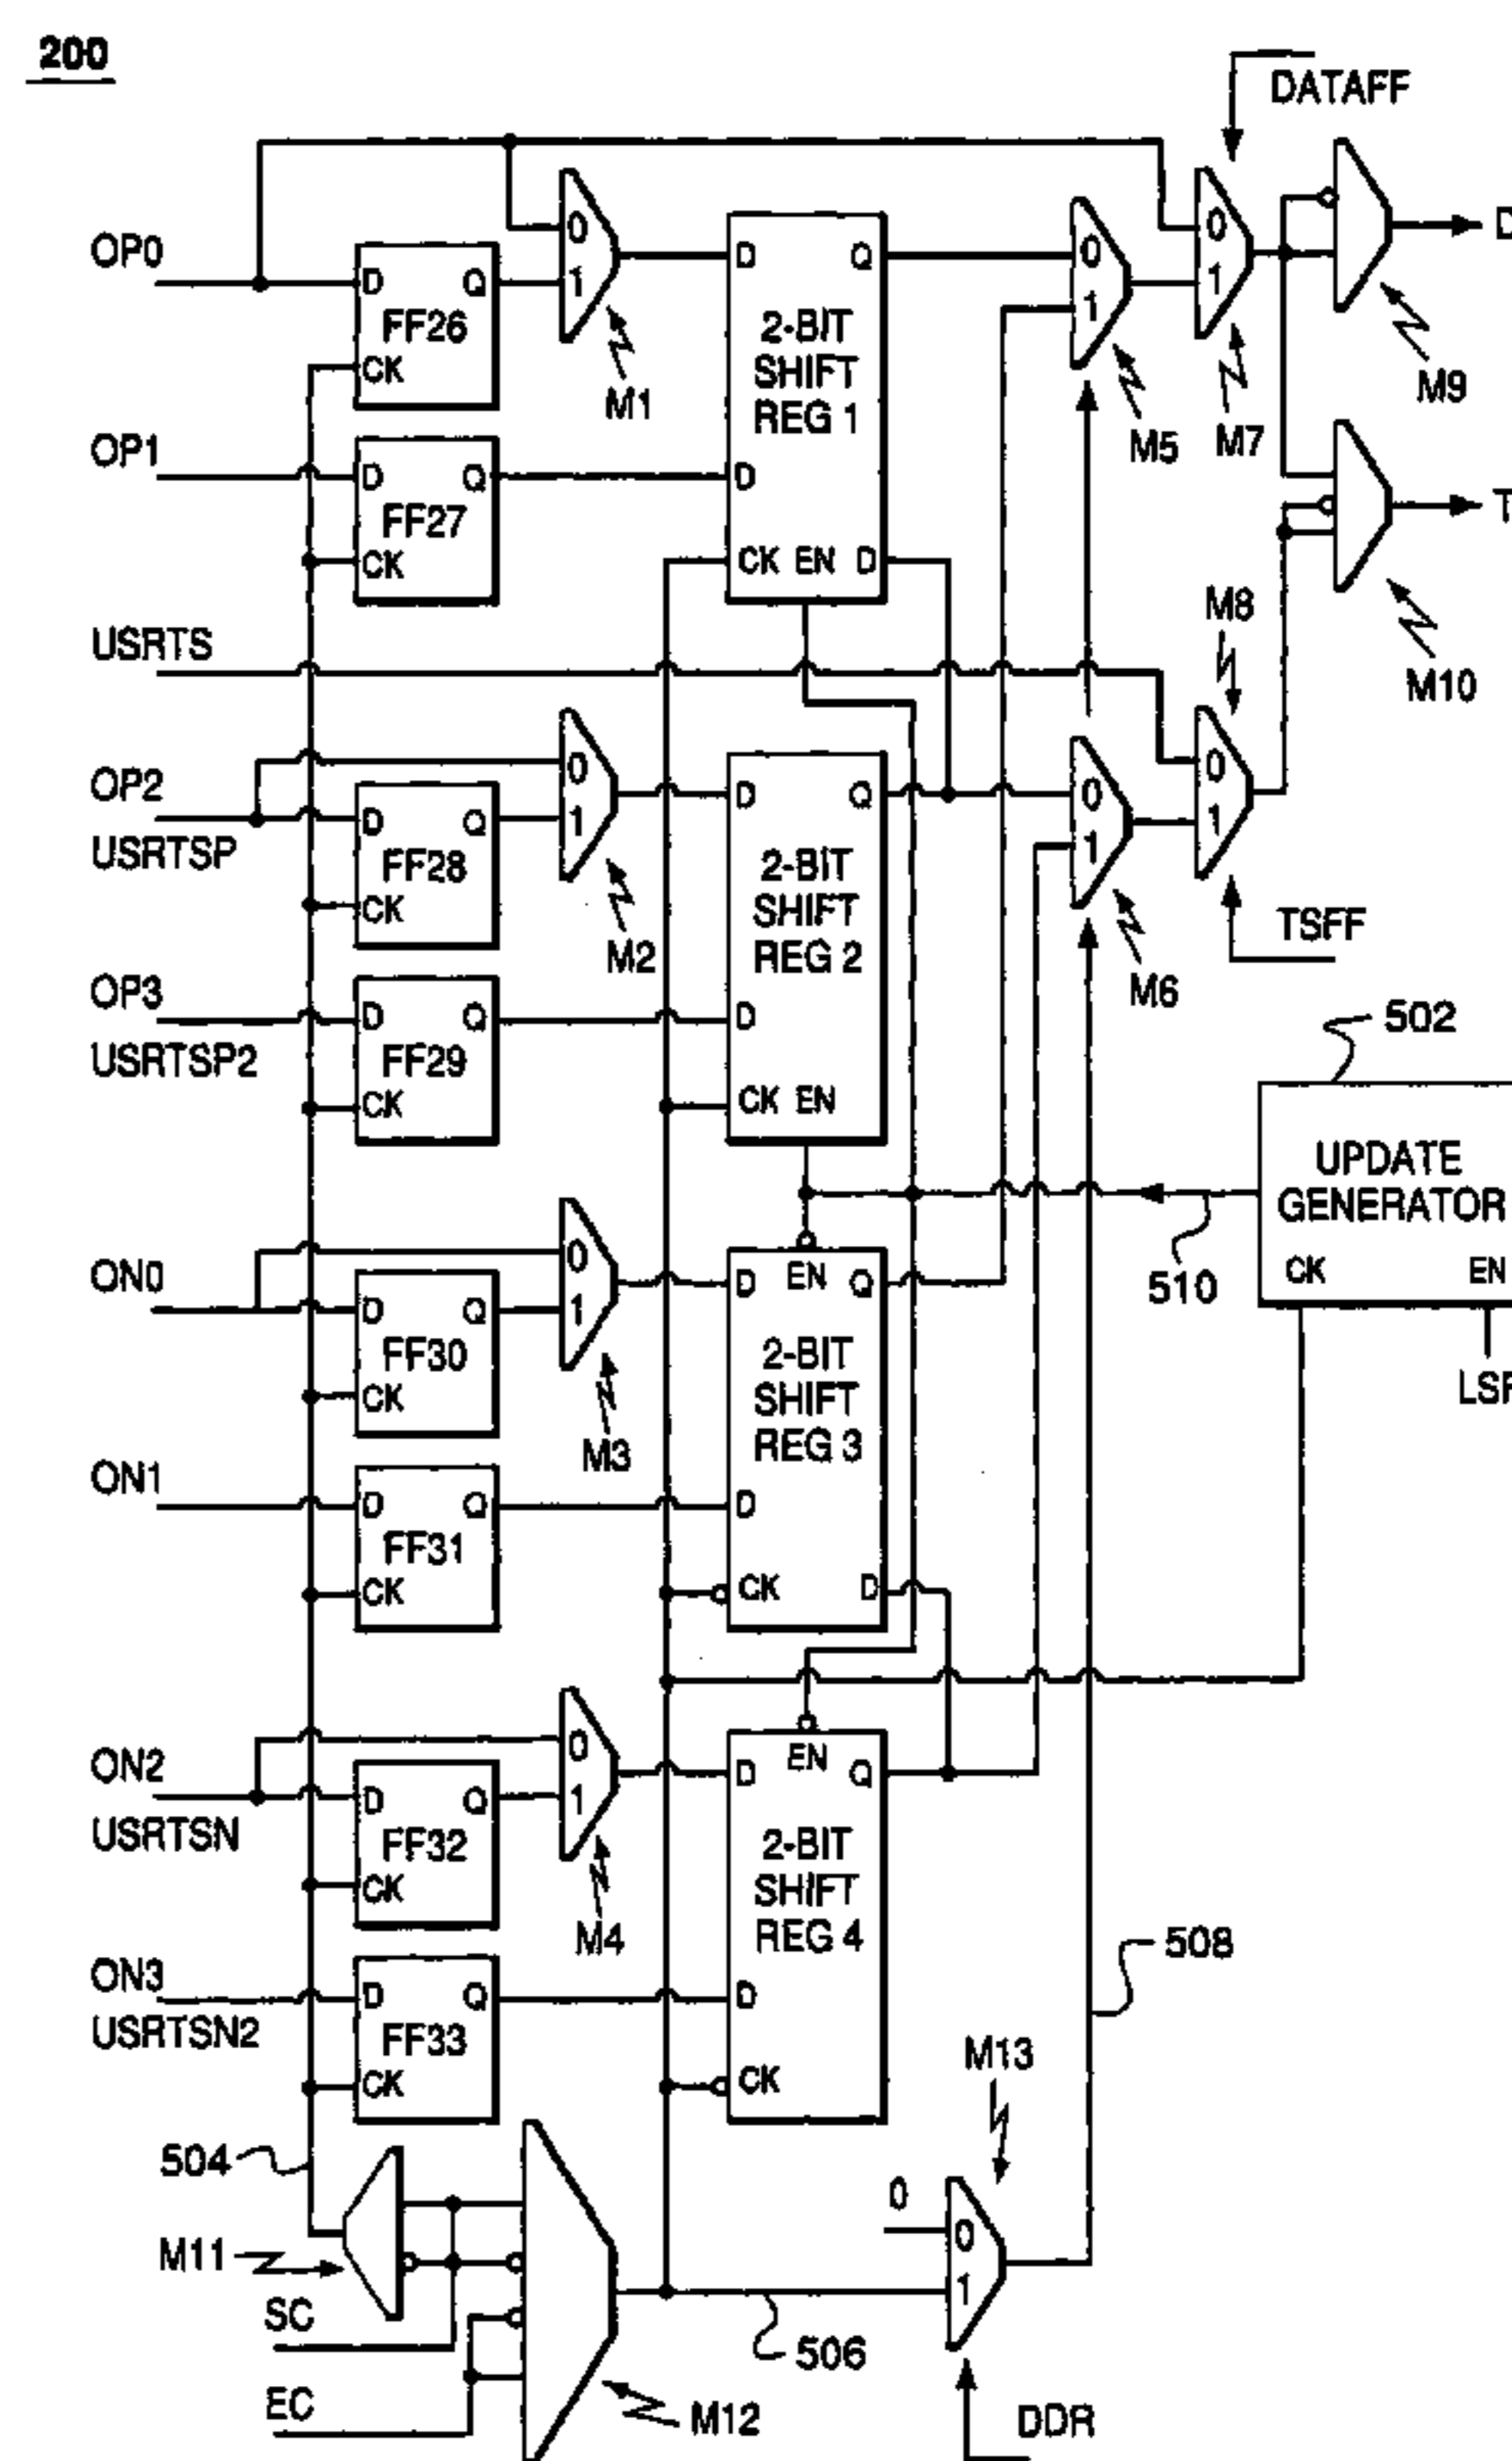 200
DATAFF
D
OP0
D Q
FF26
CK
0
1
M1
D Q
2-BIT
SHIFT
REG 1
D
CK EN D
0
1
M5
0
1
M7
M9
OP1
D Q
FF27
CK
T
M10
USRTS
M8
OP2
USRTSP
D Q
FF28
CK
0
1
M2
D Q
2-BIT
SHIFT
REG 2
D
CK EN
0
1
M6
0
1
TSFF
OP3
USRTSP2
D Q
FF29
CK
502
UPDATE
GENERATOR
CK EN
510
ON0
D Q
FF30
CK
0
1
M3
D EN Q
2-BIT
SHIFT
REG 3
D
CK D
ON1
D Q
FF31
CK
ON2
USRTSN
D Q
FF32
CK
0
1
M4
D EN Q
2-BIT
SHIFT
REG 4
D
CK
ON3
USRTSN2
D Q
FF33
CK
508
M13
504
M11
SC
EC
M12
506
0
0
1
DDR